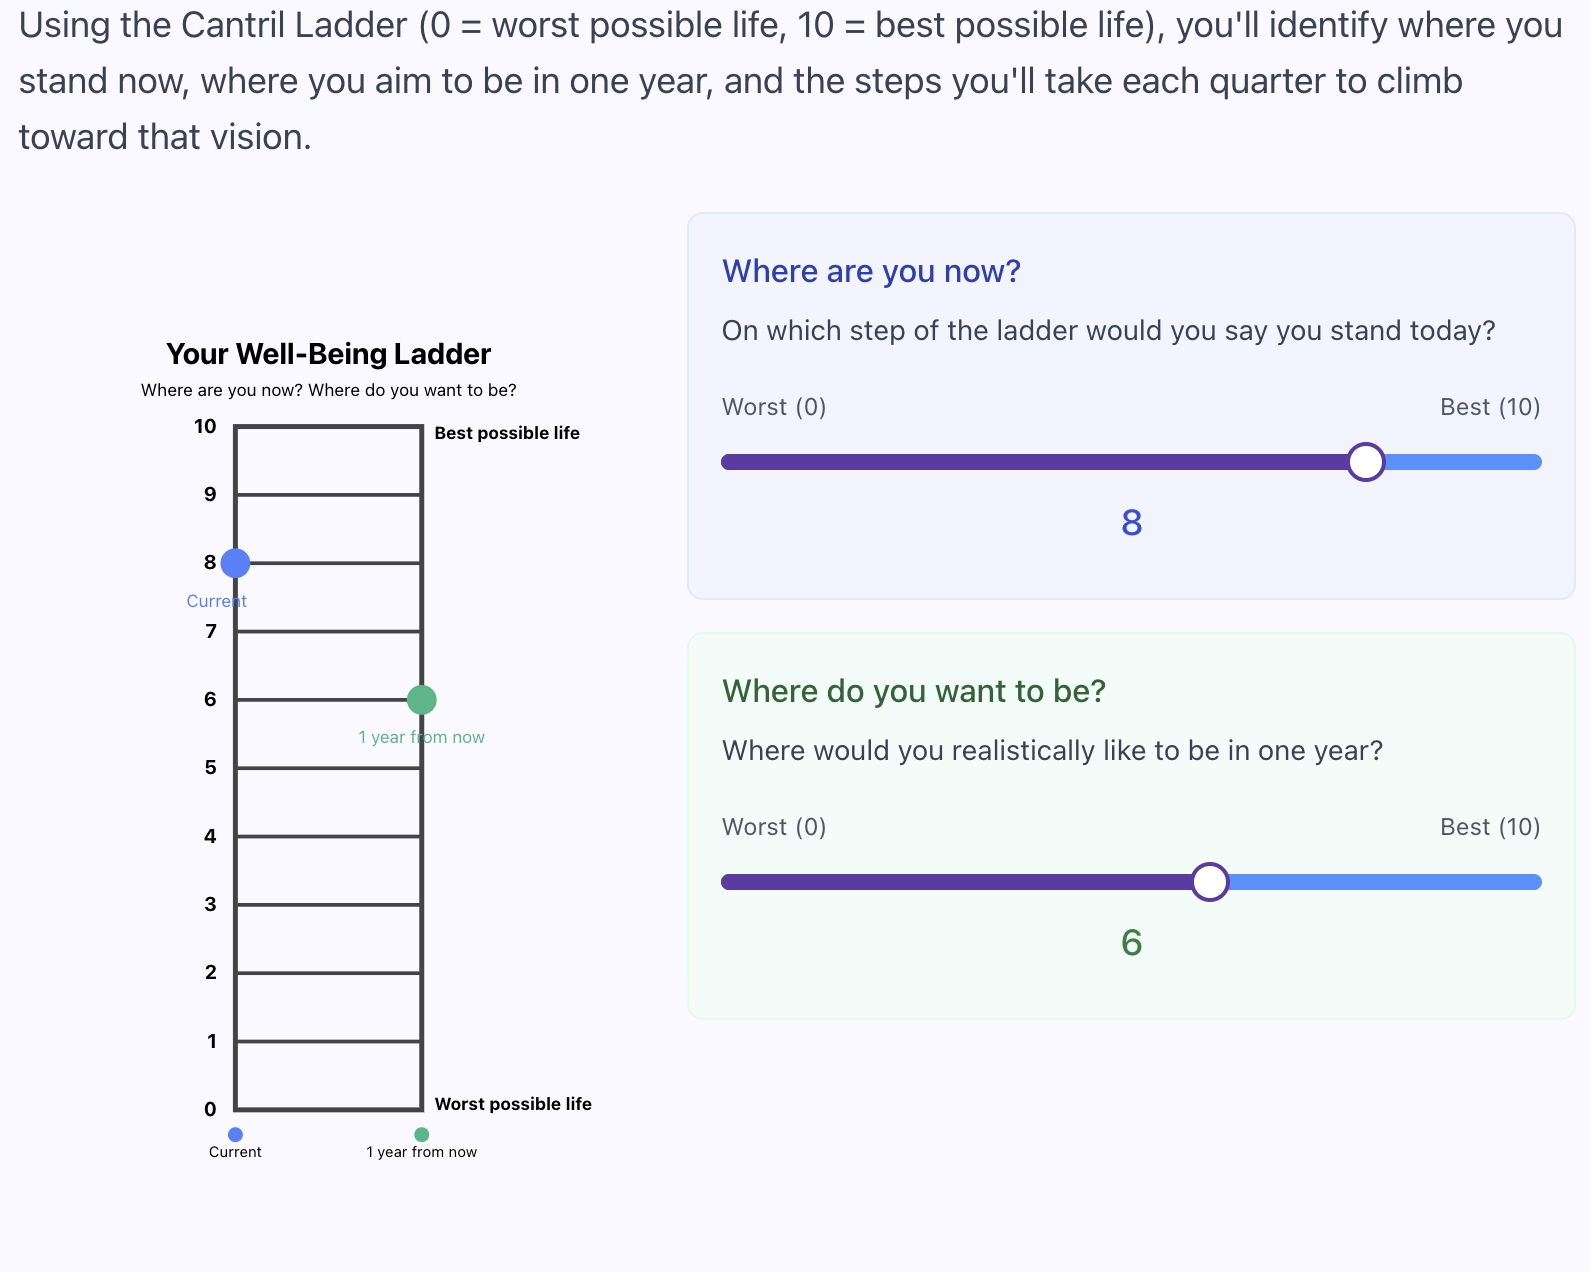 Using the Cantril Ladder (0 = worst possible life, 10 = best possible life), you'll identify where you
stand now, where you aim to be in one year, and the steps you'll take each quarter to climb
toward that vision.
Your Well-Being Ladder
Where are you now? Where do you want to be?
10
Best possible life
9
8
Current
7
6
1 year from now
5
4
3
2
1
0
Worst possible life
Current
1 year from now
Where are you now?
On which step of the ladder would you say you stand today?
Worst (0)
Best (10)
8
Where do you want to be?
Where would you realistically like to be in one year?
Worst (0)
Best (10)
6